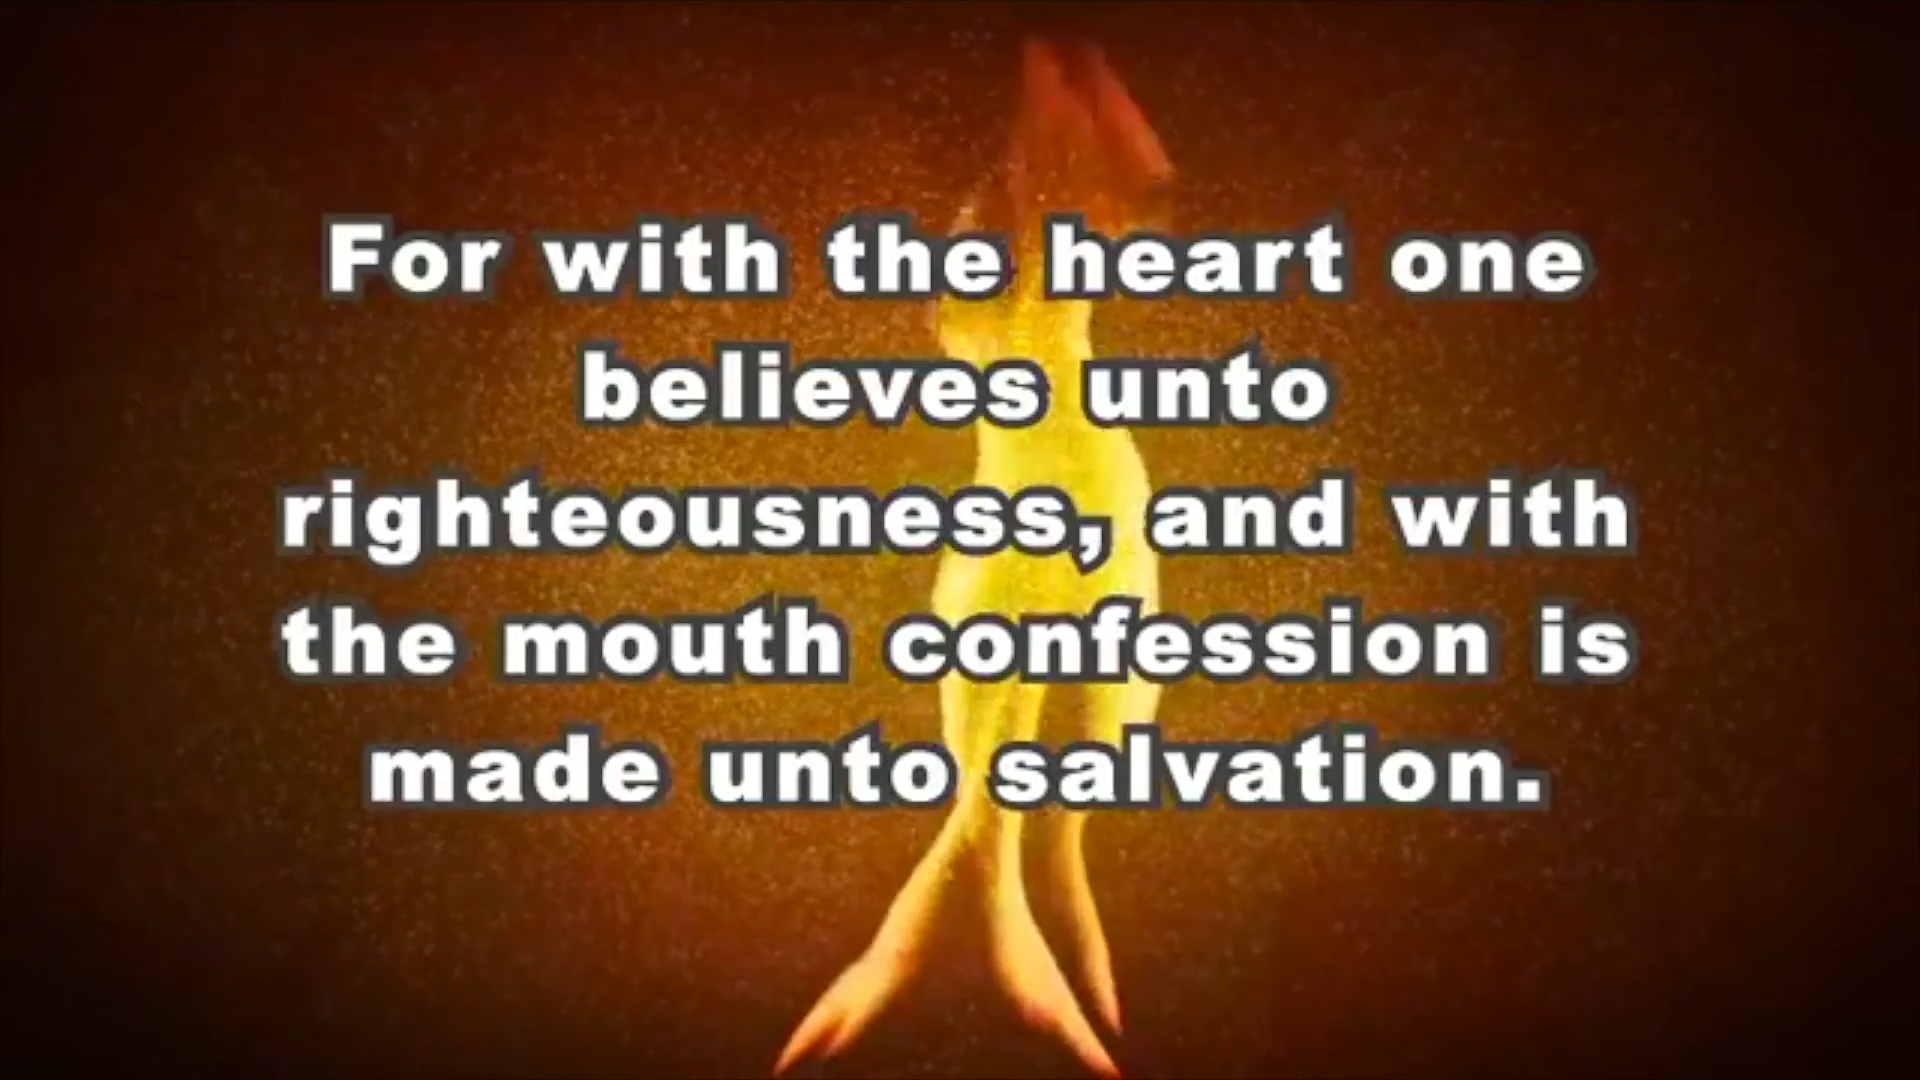 For with the heart one
believes unto
righteousness, and with
the mouth confession is
made unto salvation.